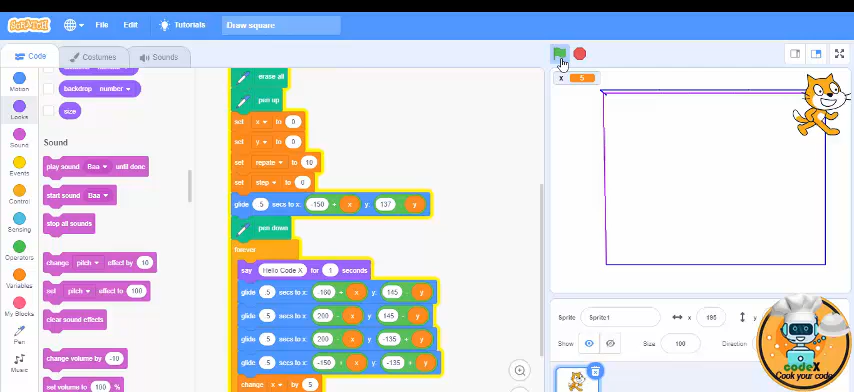 SCRATCH File Edit Tutorials Draw square
Code Costumes Sounds
x 5
Motion
Looks
Sound
Events
Control
Sensing
Operators
Variables
My Blocks
Pen
Music
backdrop number
size
Sound
play sound Baa until done
start sound Baa
stop all sounds
change pitch effect by 10
set pitch effect to 100
clear sound effects
change volume by -10
set volume to 100 %
erase all
pen up
set x to 0
set y to 0
set repate to 10
set step to 0
glide .5 secs to x: -150 + x y: 137 - y
pen down
forever
say Hello Code X for 1 seconds
glide .5 secs to x: -160 + x y: 145 - y
glide .5 secs to x: 200 - x y: 145 - y
glide .5 secs to x: 200 - x y: -135 + y
glide .5 secs to x: -150 + x y: -135 + y
change x by 5
Sprite Sprite1 x 195 y
Show Size 100 Direction
codeX
Cook your code